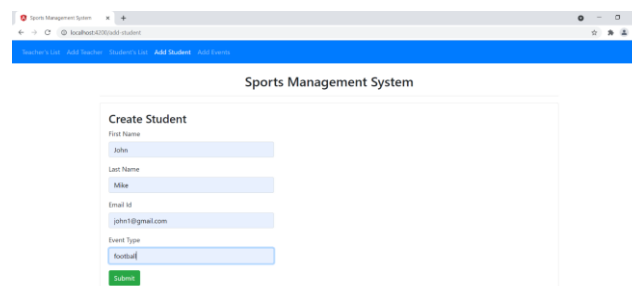 Sports Management System
localhost:4200/add-student
Teacher's List Add Teacher Student's List Add Student Add Events
Sports Management System
Create Student
First Name
John
Last Name
Mike
Email Id
john1@gmail.com
Event Type
football
Submit